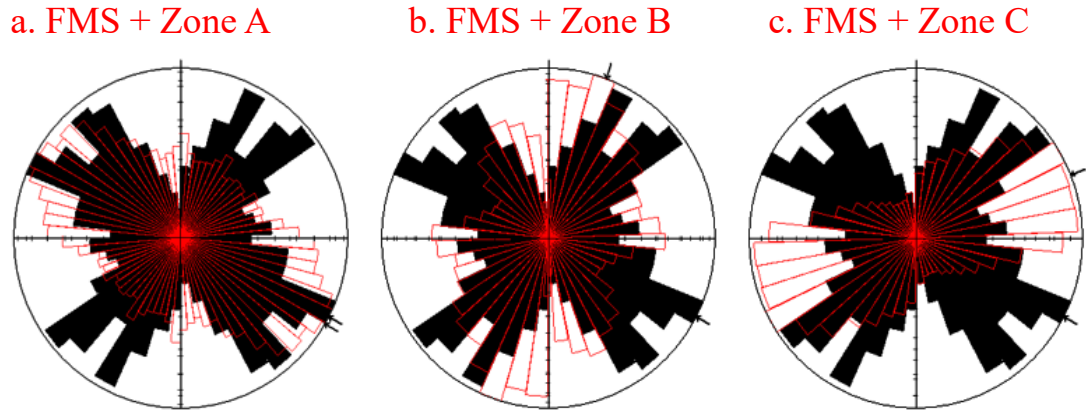 a. FMS + Zone A
b. FMS + Zone B
c. FMS + Zone C